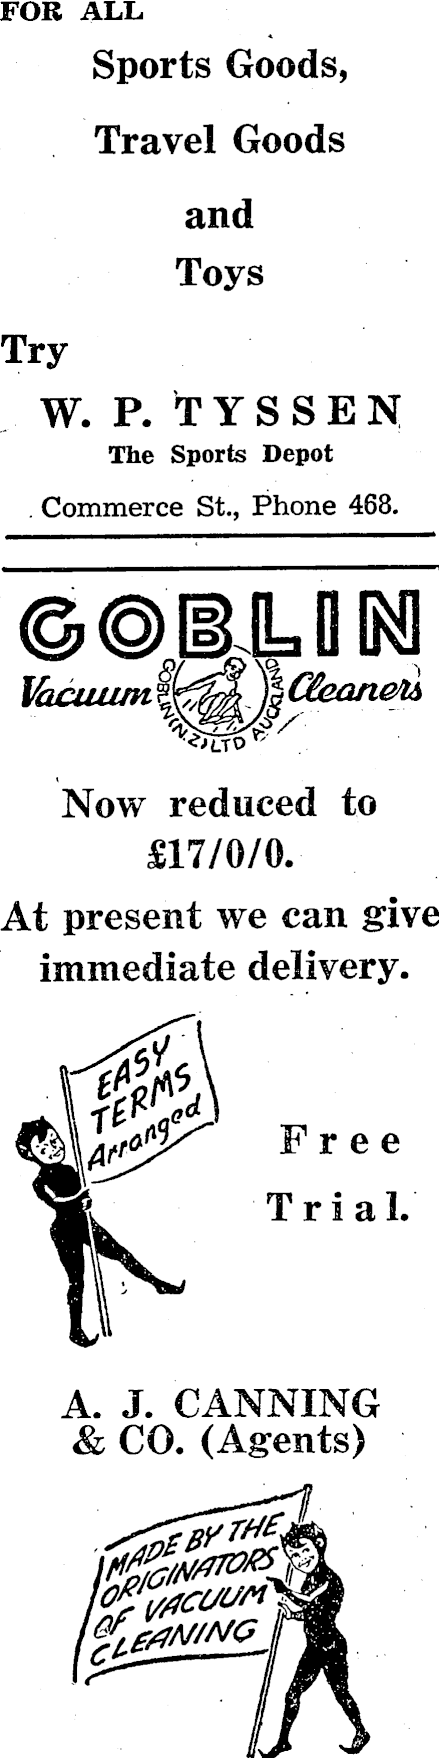 FOR ALL
Sports Goods,
Travel Goods
and
Toys
Try
W. P. TYSSEN
The Sports Depot
Commerce St., Phone 468.
GOBLIN
Vacuum Cleaners
GOBLIN (N.Z.) LTD AUCKLAND
Now reduced to
£17/0/0.
At present we can give
immediate delivery.
EASY
TERMS
Arranged
Free
Trial.
A. J. CANNING
& CO. (Agents)
MADE BY THE
ORIGINATORS
OF VACUUM
CLEANING